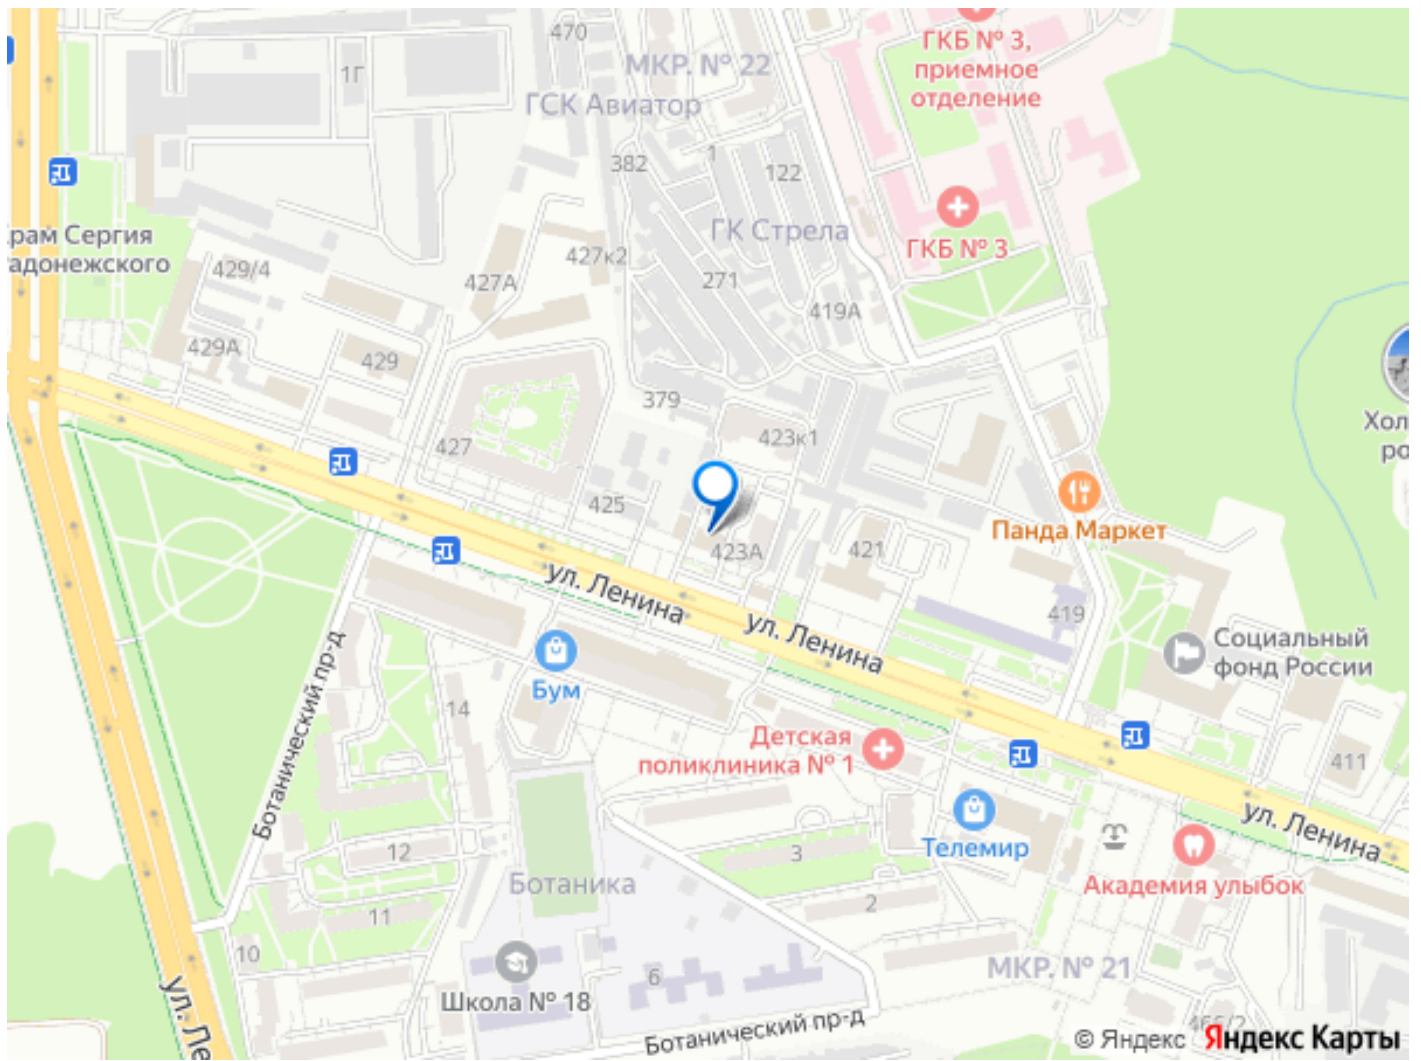 470
МКР. № 22
1Г
ГСК Авиатор
ГКБ № 3,
приемное
отделение
382
1
122
рам Сергия
адонежского
ГК Стрела
ГКБ № 3
429/4
427А
427к2
271
419А
429А
429
379
427
423к1
425
423А
421
Панда Маркет
Хол
ро
ул. Ленина
ул. Ленина
419
Социальный
фонд России
Бум
14
Ботанический пр-д
Детская
поликлиника № 1
411
ул. Ленина
Телемир
12
3
Академия улыбок
Ботаника
11
2
10
6
МКР. № 21
Школа № 18
ул. Ле
Ботанический пр-д
466/2
© Яндекс Яндекс Карты